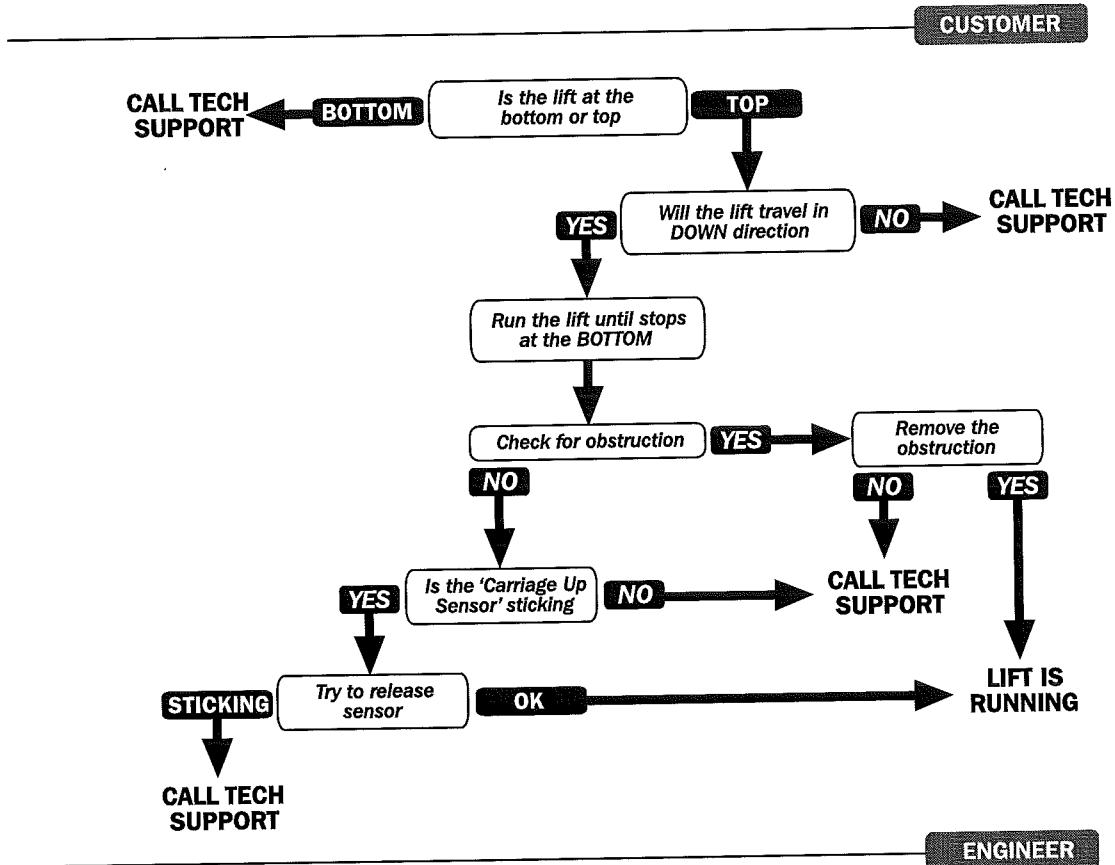 CUSTOMER
CALL TECH
SUPPORT
BOTTOM
Is the lift at the
bottom or top
TOP
YES
Will the lift travel in
DOWN direction
NO
CALL TECH
SUPPORT
Run the lift until stops
at the BOTTOM
Check for obstruction
YES
Remove the
obstruction
NO
NO
YES
YES
Is the 'Carriage Up
Sensor' sticking
NO
CALL TECH
SUPPORT
STICKING
Try to release
sensor
OK
LIFT IS
RUNNING
CALL TECH
SUPPORT
ENGINEER